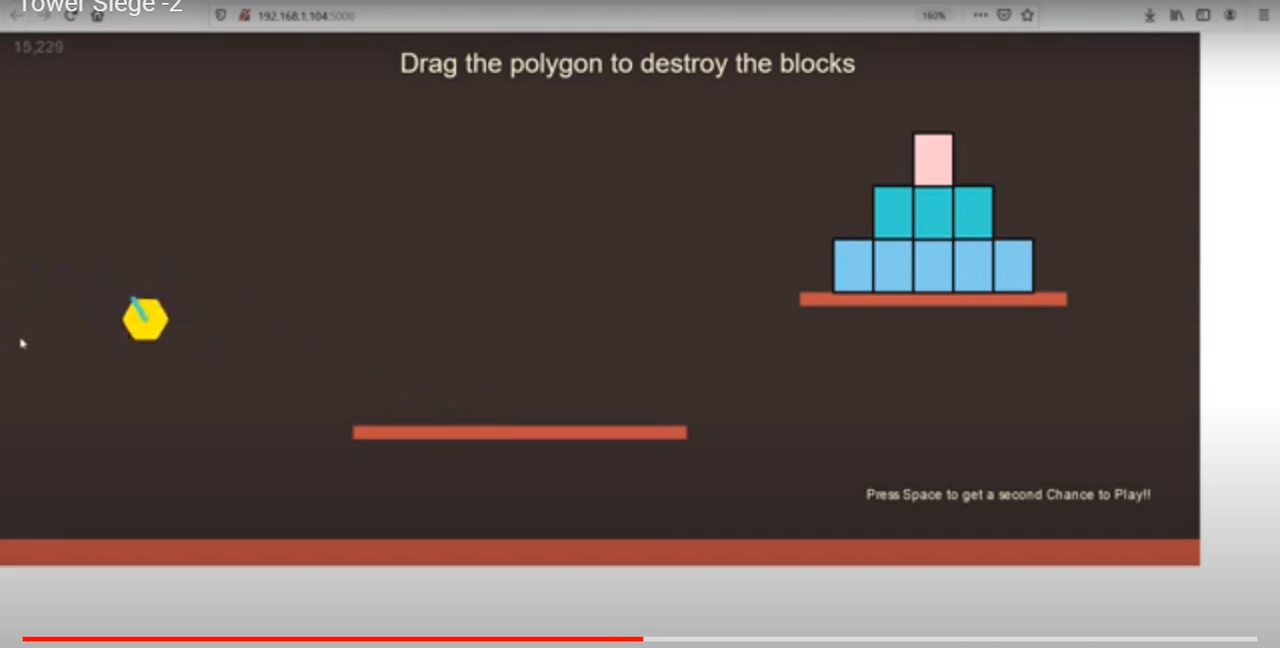 Tower Siege -2
192.168.1.104:5000
160%
15,229
Drag the polygon to destroy the blocks
Press Space to get a second Chance to Play!!